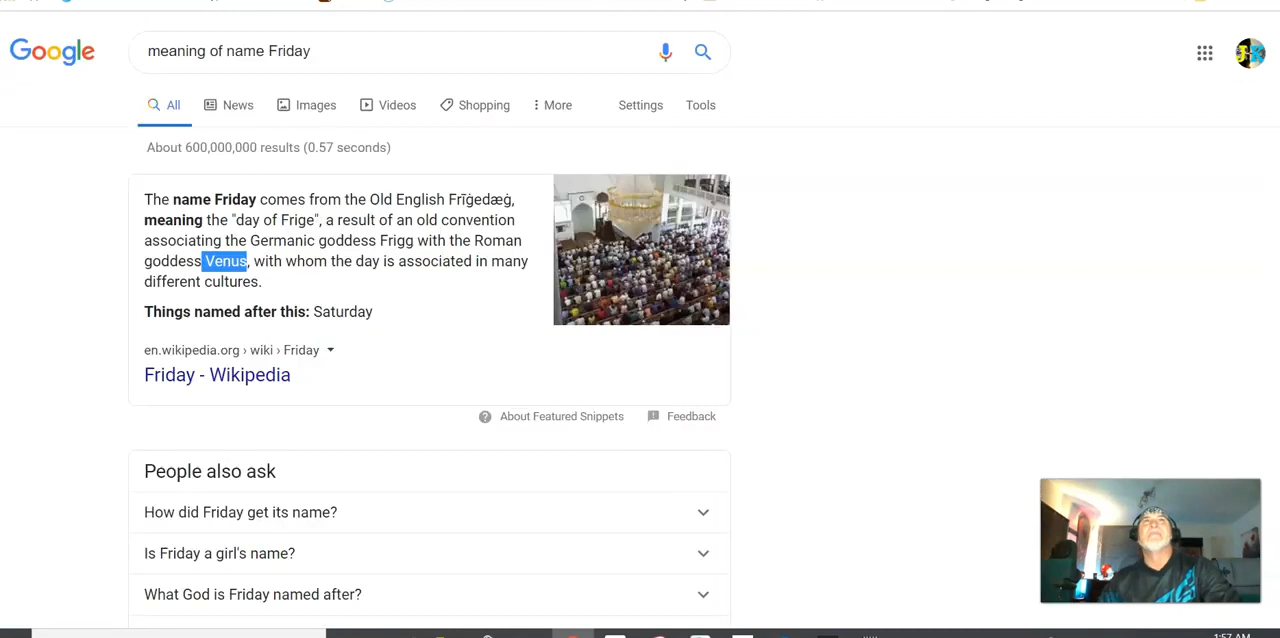 Google
meaning of name Friday
All News Images Videos Shopping More Settings Tools
About 600,000,000 results (0.57 seconds)
The name Friday comes from the Old English Frīġedæġ,
meaning the "day of Frige", a result of an old convention
associating the Germanic goddess Frigg with the Roman
goddess Venus, with whom the day is associated in many
different cultures.
Things named after this: Saturday
en.wikipedia.org › wiki › Friday
Friday - Wikipedia
About Featured Snippets Feedback
People also ask
How did Friday get its name?
Is Friday a girl's name?
What God is Friday named after?
1:57 AM